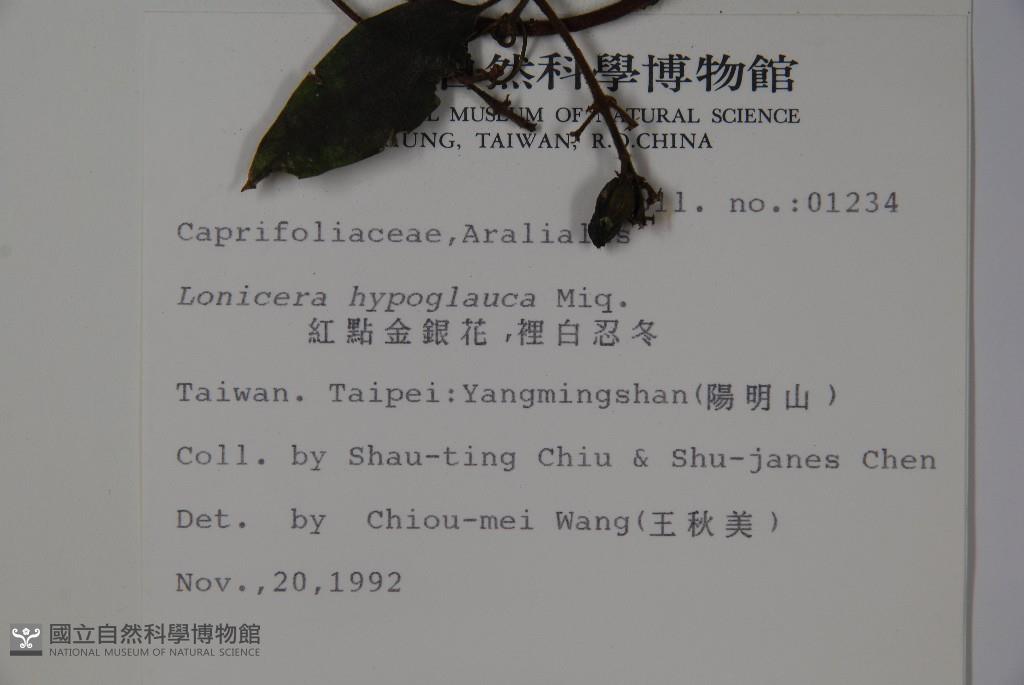 然科學博物館
MUSEUM OF NATURAL SCIENCE
TAIWAN, R.O.CHINA
no.:01234
Caprifoliaceae,
Lonicera hypoglauca Miq.
紅點金銀花,裡白忍冬
Taiwan. Taipei:Yangmingshan(陽明山)
Coll. by Shau-ting Chiu & Shu-janes Chen
Det. by Chiou-mei Wang(王秋美)
Nov.,20,1992
國立自然科學博物館
NATIONAL MUSEUM OF NATURAL SCIENCE